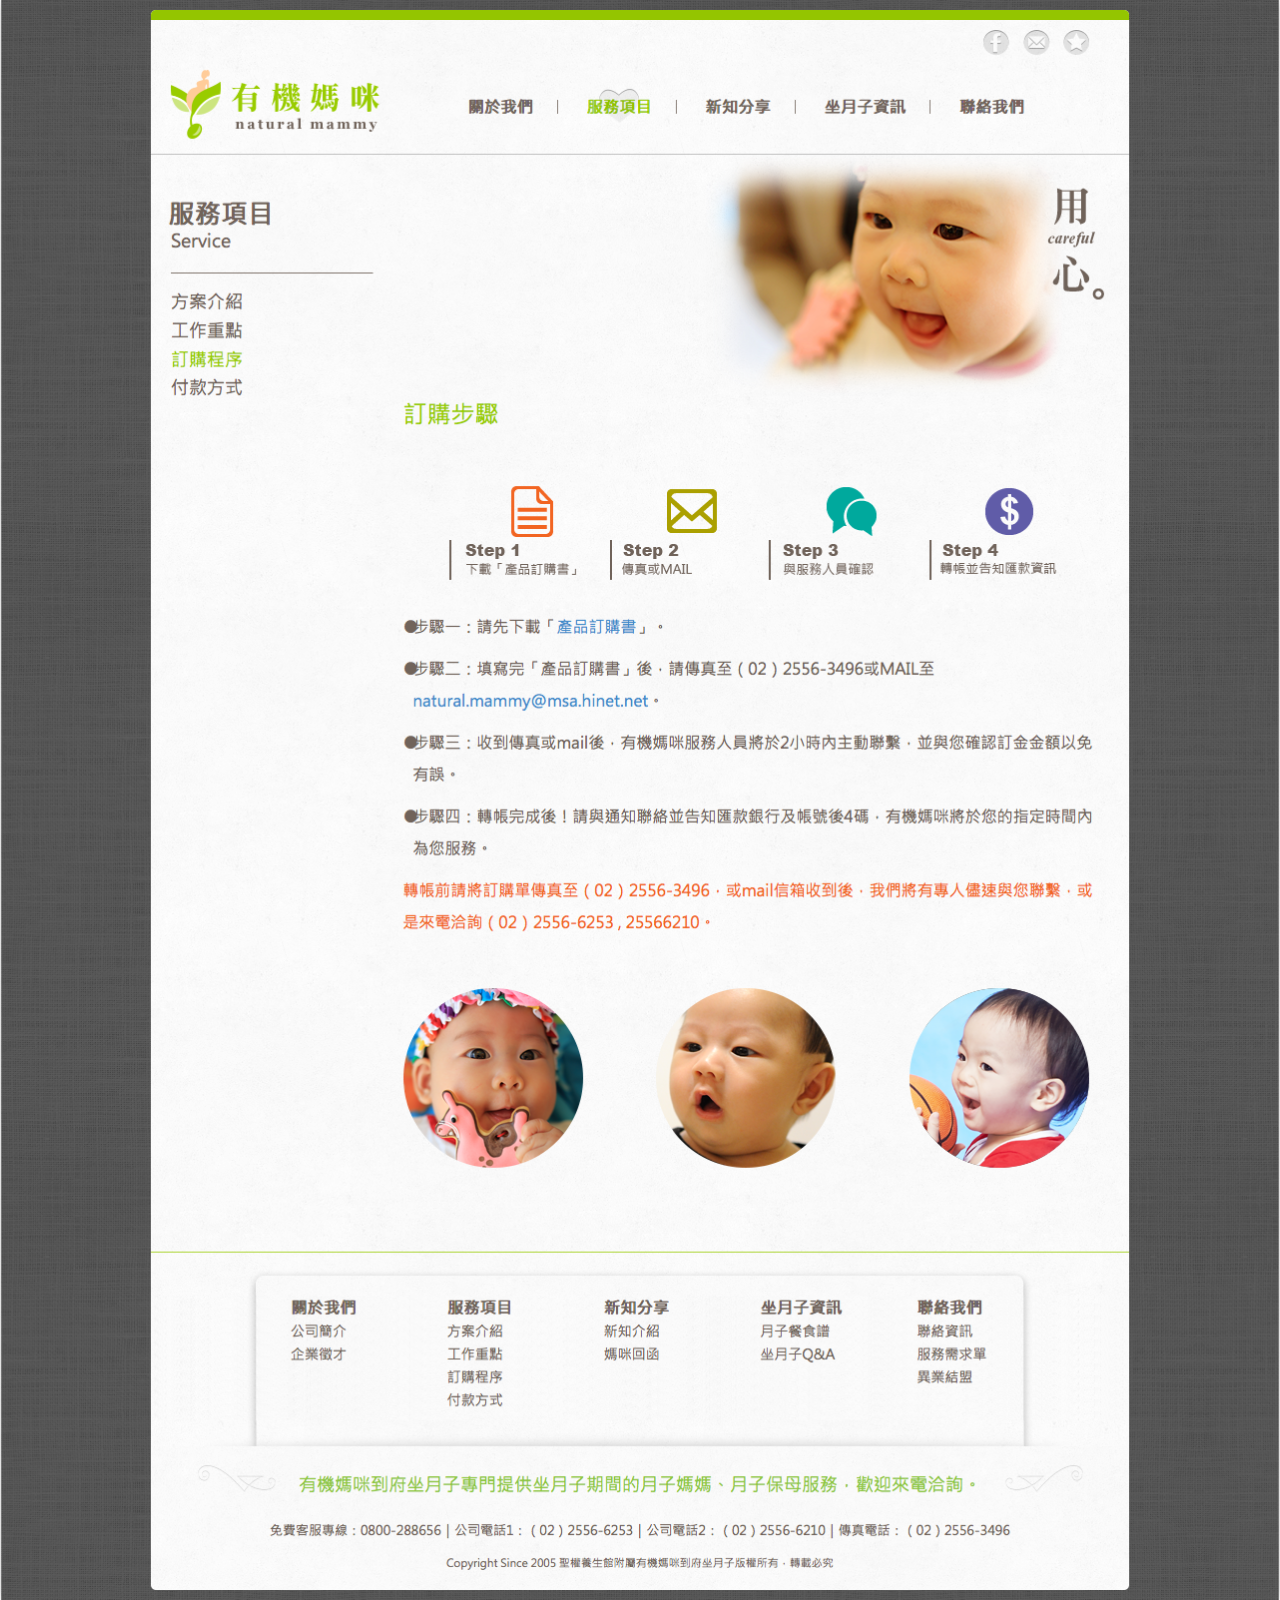 有機媽咪
natural mammy
關於我們 | 服務項目 | 新知分享 | 坐月子資訊 | 聯絡我們
服務項目
Service
方案介紹
工作重點
訂購程序
付款方式
用
careful
心。
訂購步驟
Step 1
下載「產品訂購書」
Step 2
傳真或MAIL
Step 3
與服務人員確認
Step 4
轉帳並告知匯款資訊
●步驟一：請先下載「產品訂購書」。
●步驟二：填寫完「產品訂購書」後，請傳真至（02）2556-3496或MAIL至
natural.mammy@msa.hinet.net。
●步驟三：收到傳真或mail後，有機媽咪服務人員將於2小時內主動聯繫，並與您確認訂金金額以免
有誤。
●步驟四：轉帳完成後！請與通知聯絡並告知匯款銀行及帳號後4碼，有機媽咪將於您的指定時間內
為您服務。
轉帳前請將訂購單傳真至（02）2556-3496，或mail信箱收到後，我們將有專人儘速與您聯繫，或
是來電洽詢（02）2556-6253 , 25566210。
關於我們
公司簡介
企業徵才
服務項目
方案介紹
工作重點
訂購程序
付款方式
新知分享
新知介紹
媽咪回函
坐月子資訊
月子餐食譜
坐月子Q&A
聯絡我們
聯絡資訊
服務需求單
異業結盟
有機媽咪到府坐月子專門提供坐月子期間的月子媽媽、月子保母服務，歡迎來電洽詢。
免費客服專線：0800-288656 | 公司電話1：（02）2556-6253 | 公司電話2：（02）2556-6210 | 傳真電話：（02）2556-3496
Copyright Since 2005 聖權養生館附屬有機媽咪到府坐月子版權所有，轉載必究